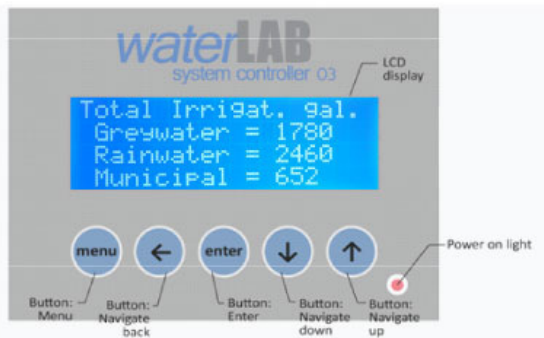 waterLAB
system controller 03
LCD
display
Total Irrigat. gal.
Greywater = 1780
Rainwater = 2460
Municipal = 652
menu
←
enter
↓
↑
Power on light
Button:
Menu
Button:
Navigate
back
Button:
Enter
Button:
Navigate
down
Button:
Navigate
up